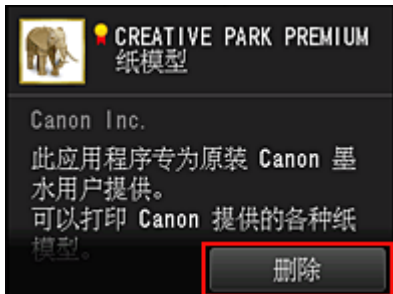 CREATIVE PARK PREMIUM
纸模型
Canon Inc.
此应用程序专为原装 Canon 墨
水用户提供。
可以打印 Canon 提供的各种纸
模型。
删除